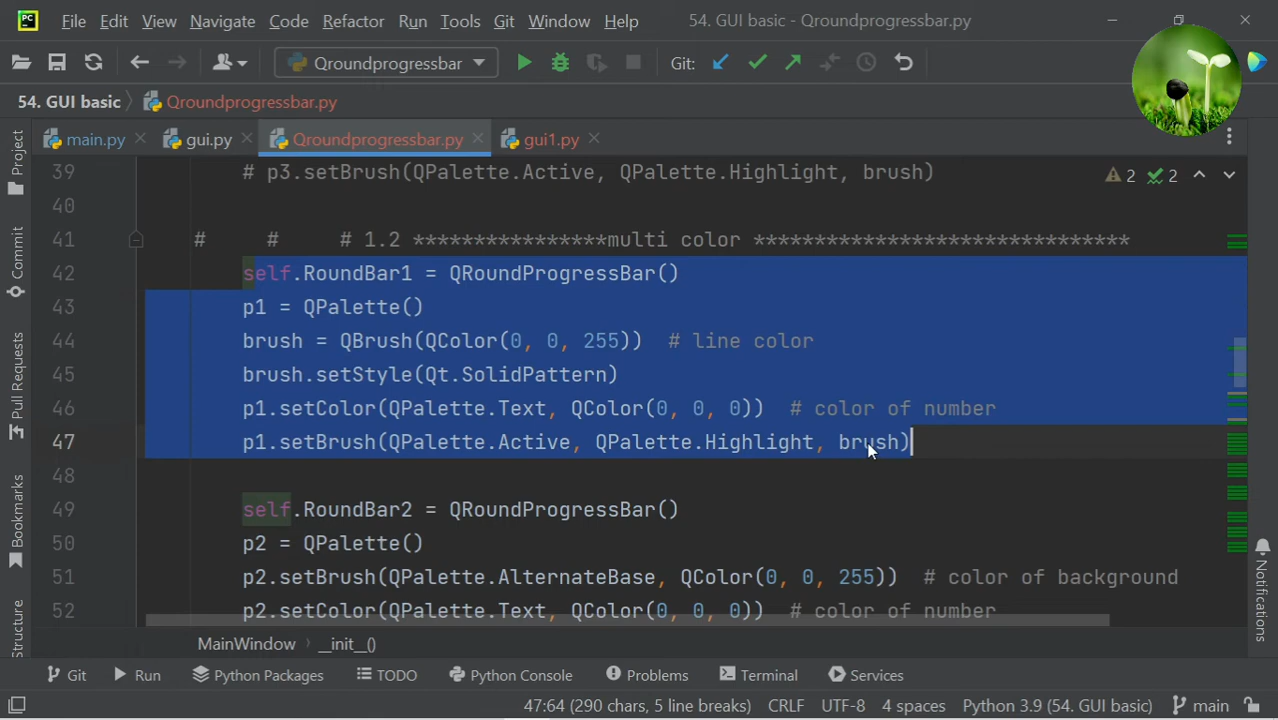 PC File Edit View Navigate Code Refactor Run Tools Git Window Help 54. GUI basic - Qroundprogressbar.py
Qroundprogressbar Git:
54. GUI basic Qroundprogressbar.py
main.py gui.py Qroundprogressbar.py gui1.py
39 # p3.setBrush(QPalette.Active, QPalette.Highlight, brush) 2 2
40
41 # # # 1.2 ****************multi color *******************************
42 self.RoundBar1 = QRoundProgressBar()
43 p1 = QPalette()
44 brush = QBrush(QColor(0, 0, 255)) # line color
45 brush.setStyle(Qt.SolidPattern)
46 p1.setColor(QPalette.Text, QColor(0, 0, 0)) # color of number
47 p1.setBrush(QPalette.Active, QPalette.Highlight, brush)
48
49 self.RoundBar2 = QRoundProgressBar()
50 p2 = QPalette()
51 p2.setBrush(QPalette.AlternateBase, QColor(0, 0, 255)) # color of background
52 p2.setColor(QPalette.Text, QColor(0, 0, 0)) # color of number
Project
Commit
Pull Requests
Bookmarks
Structure
Notifications
MainWindow __init__()
Git Run Python Packages TODO Python Console Problems Terminal Services
47:64 (290 chars, 5 line breaks) CRLF UTF-8 4 spaces Python 3.9 (54. GUI basic) main